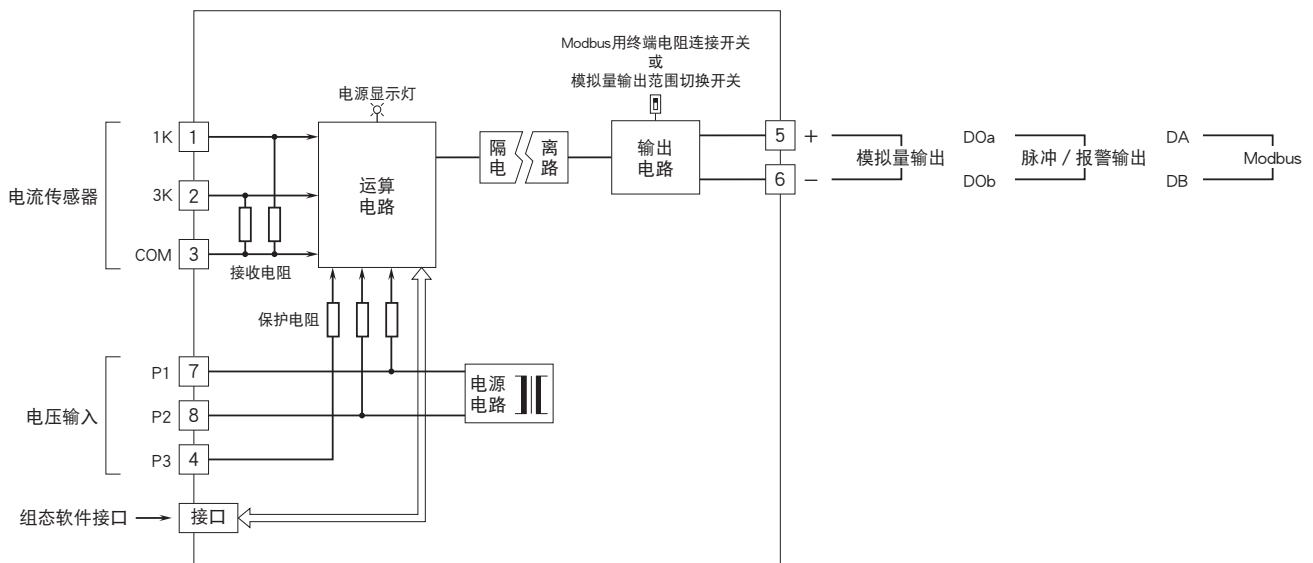 Modbus用终端电阻连接开关
或
模拟量输出范围切换开关
电源显示灯
电流传感器
1K 1
3K 2
COM 3
接收电阻
运算
电路
隔 离
电 路
输出
电路
5 +
6 −
模拟量输出
DOa
DOb
脉冲 / 报警输出
DA
DB
Modbus
保护电阻
电压输入
P1 7
P2 8
P3 4
电源
电路
组态软件接口
接口